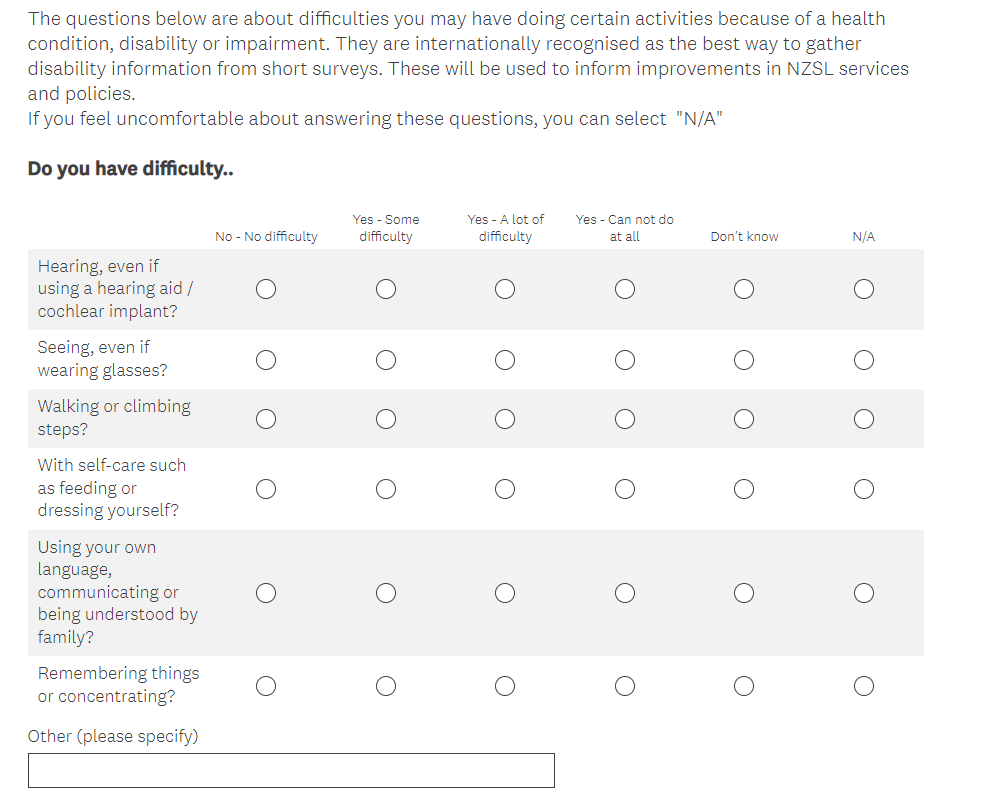 The questions below are about difficulties you may have doing certain activities because of a health
condition, disability or impairment. They are internationally recognised as the best way to gather
disability information from short surveys. These will be used to inform improvements in NZSL services
and policies.
If you feel uncomfortable about answering these questions, you can select "N/A"
Do you have difficulty..
No - No difficulty
Yes - Some
difficulty
Yes - A lot of
difficulty
Yes - Can not do
at all
Don't know
N/A
Hearing, even if
using a hearing aid /
cochlear implant?
Seeing, even if
wearing glasses?
Walking or climbing
steps?
With self-care such
as feeding or
dressing yourself?
Using your own
language,
communicating or
being understood by
family?
Remembering things
or concentrating?
Other (please specify)